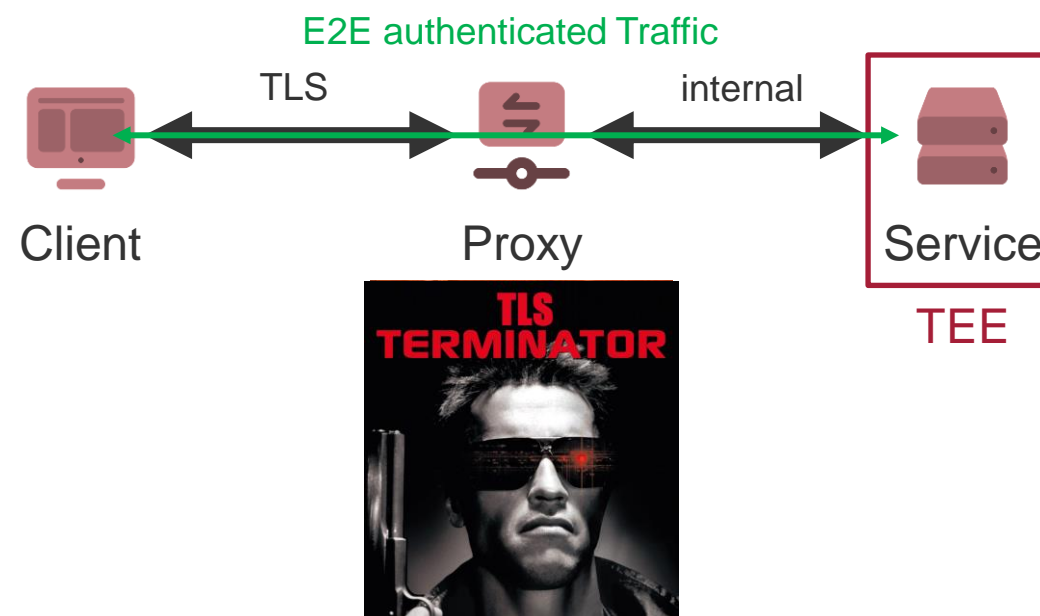 E2E authenticated Traffic
TLS
internal
Client
Proxy
Service
TEE
TLS
TERMINATOR